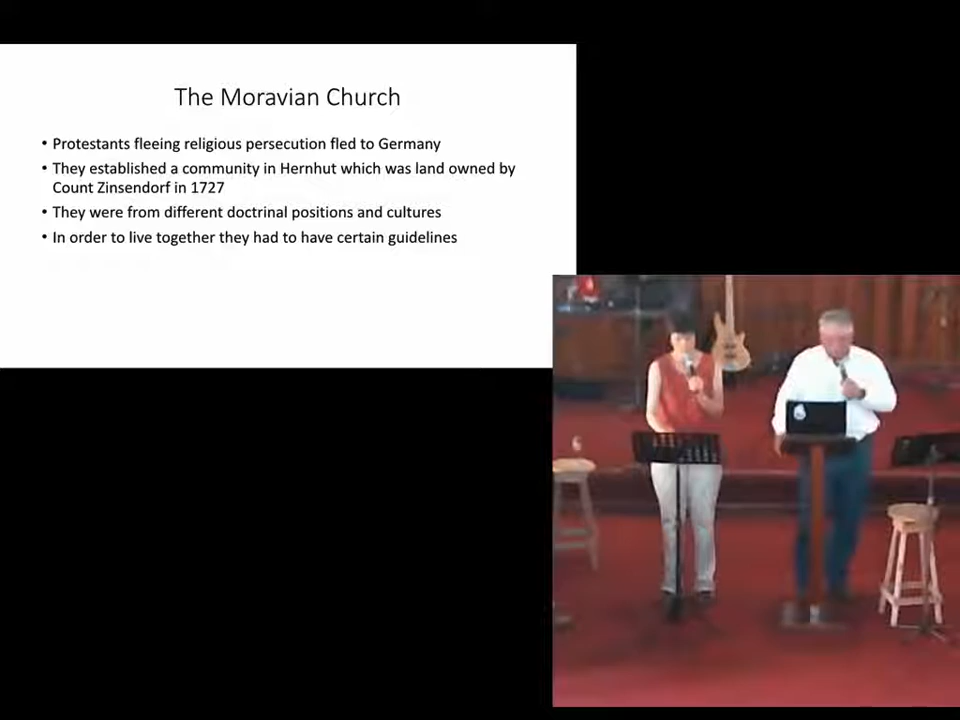 The Moravian Church
• Protestants fleeing religious persecution fled to Germany
• They established a community in Hernhut which was land owned by
Count Zinsendorf in 1727
• They were from different doctrinal positions and cultures
• In order to live together they had to have certain guidelines